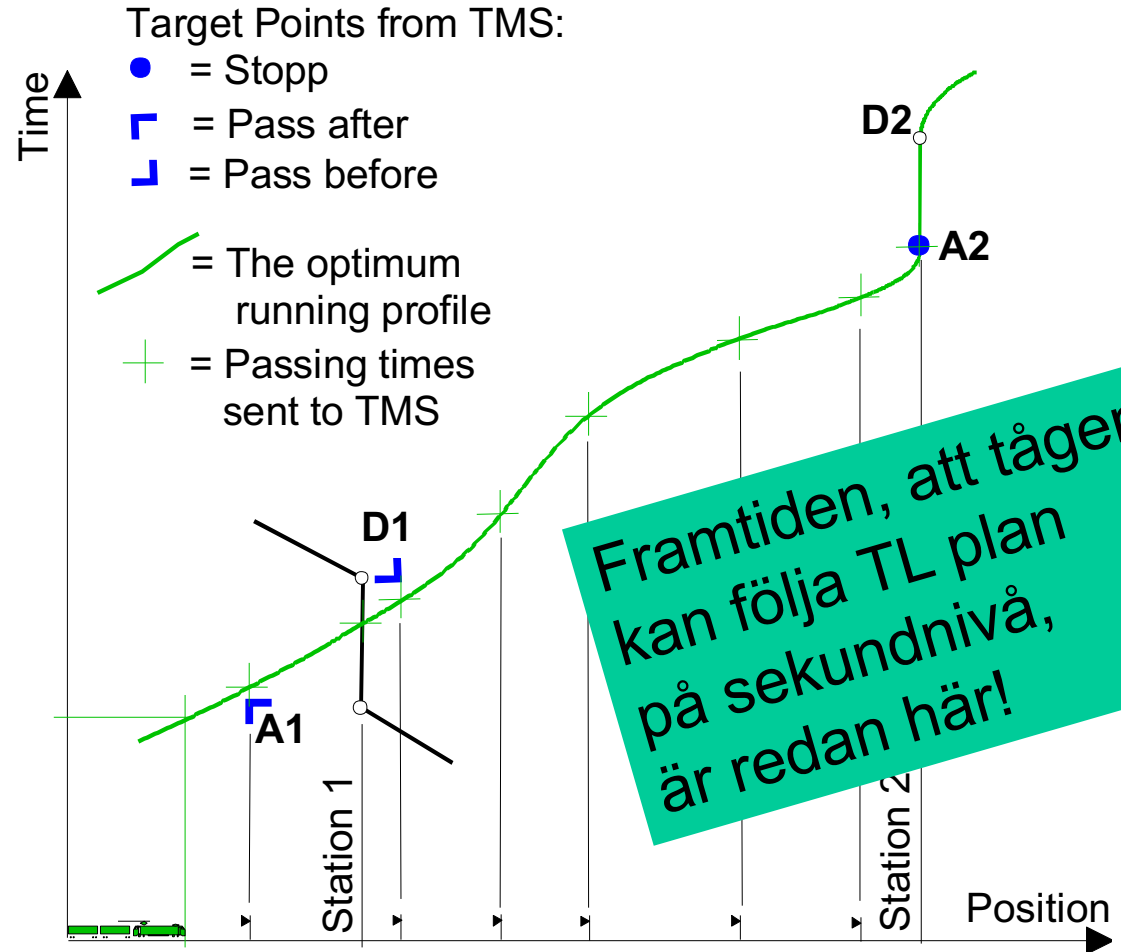 Target Points from TMS:
= Stopp
= Pass after
= Pass before
= The optimum
running profile
= Passing times
sent to TMS
Time
D2
A2
D1
A1
Framtiden, att tågen
kan följa TL plan
på sekundnivå,
är redan här!
Station 1
Station 2
Position